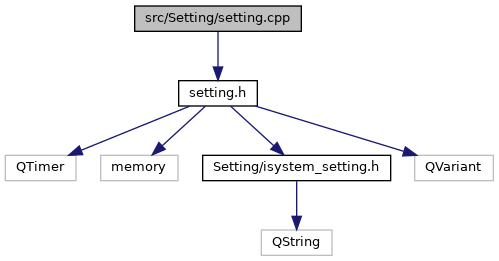 src/Setting/setting.cpp
setting.h
QTimer
memory
Setting/isystem_setting.h
QVariant
QString